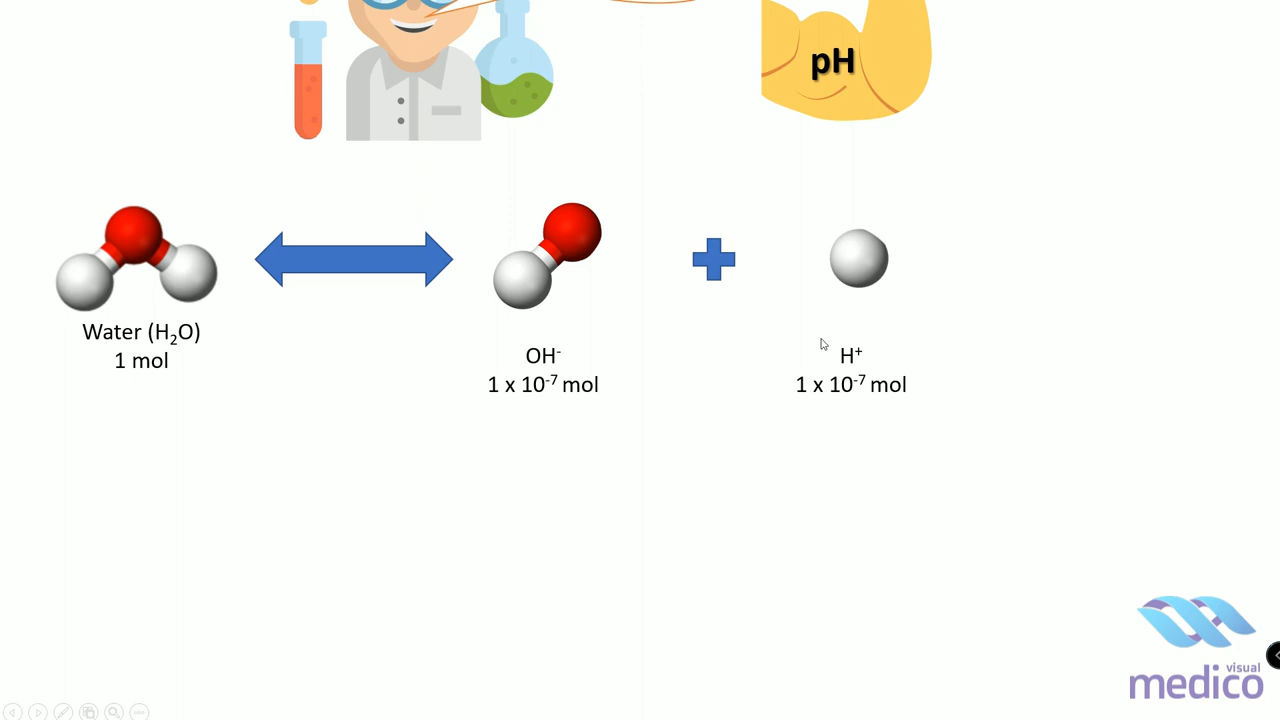 pH
Water (H₂O)
1 mol
OH⁻
1 x 10⁻⁷ mol
H⁺
1 x 10⁻⁷ mol
visual
medico